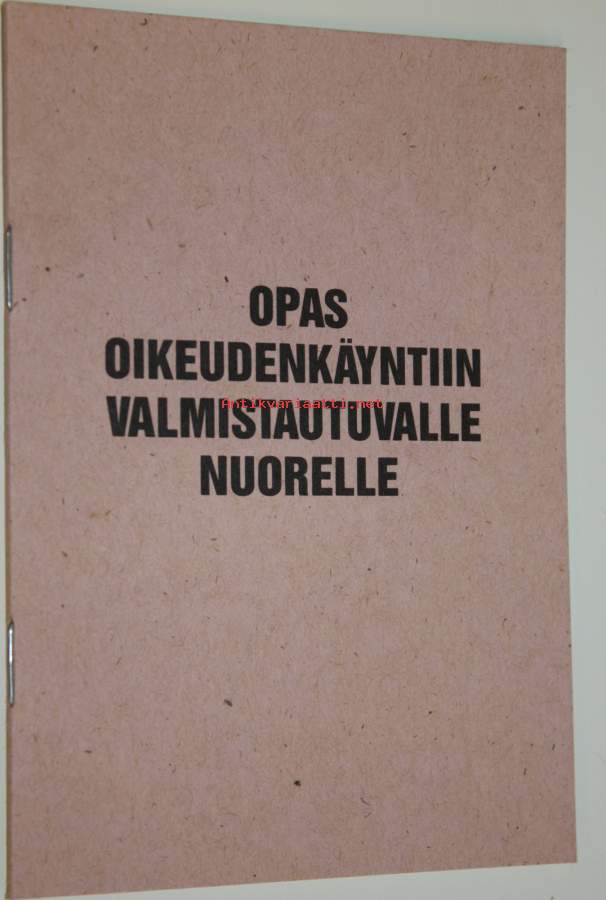 OPAS
OIKEUDENKÄYNTIIN
Antikvariaatti.net
VALMISTAUTUVALLE
NUORELLE